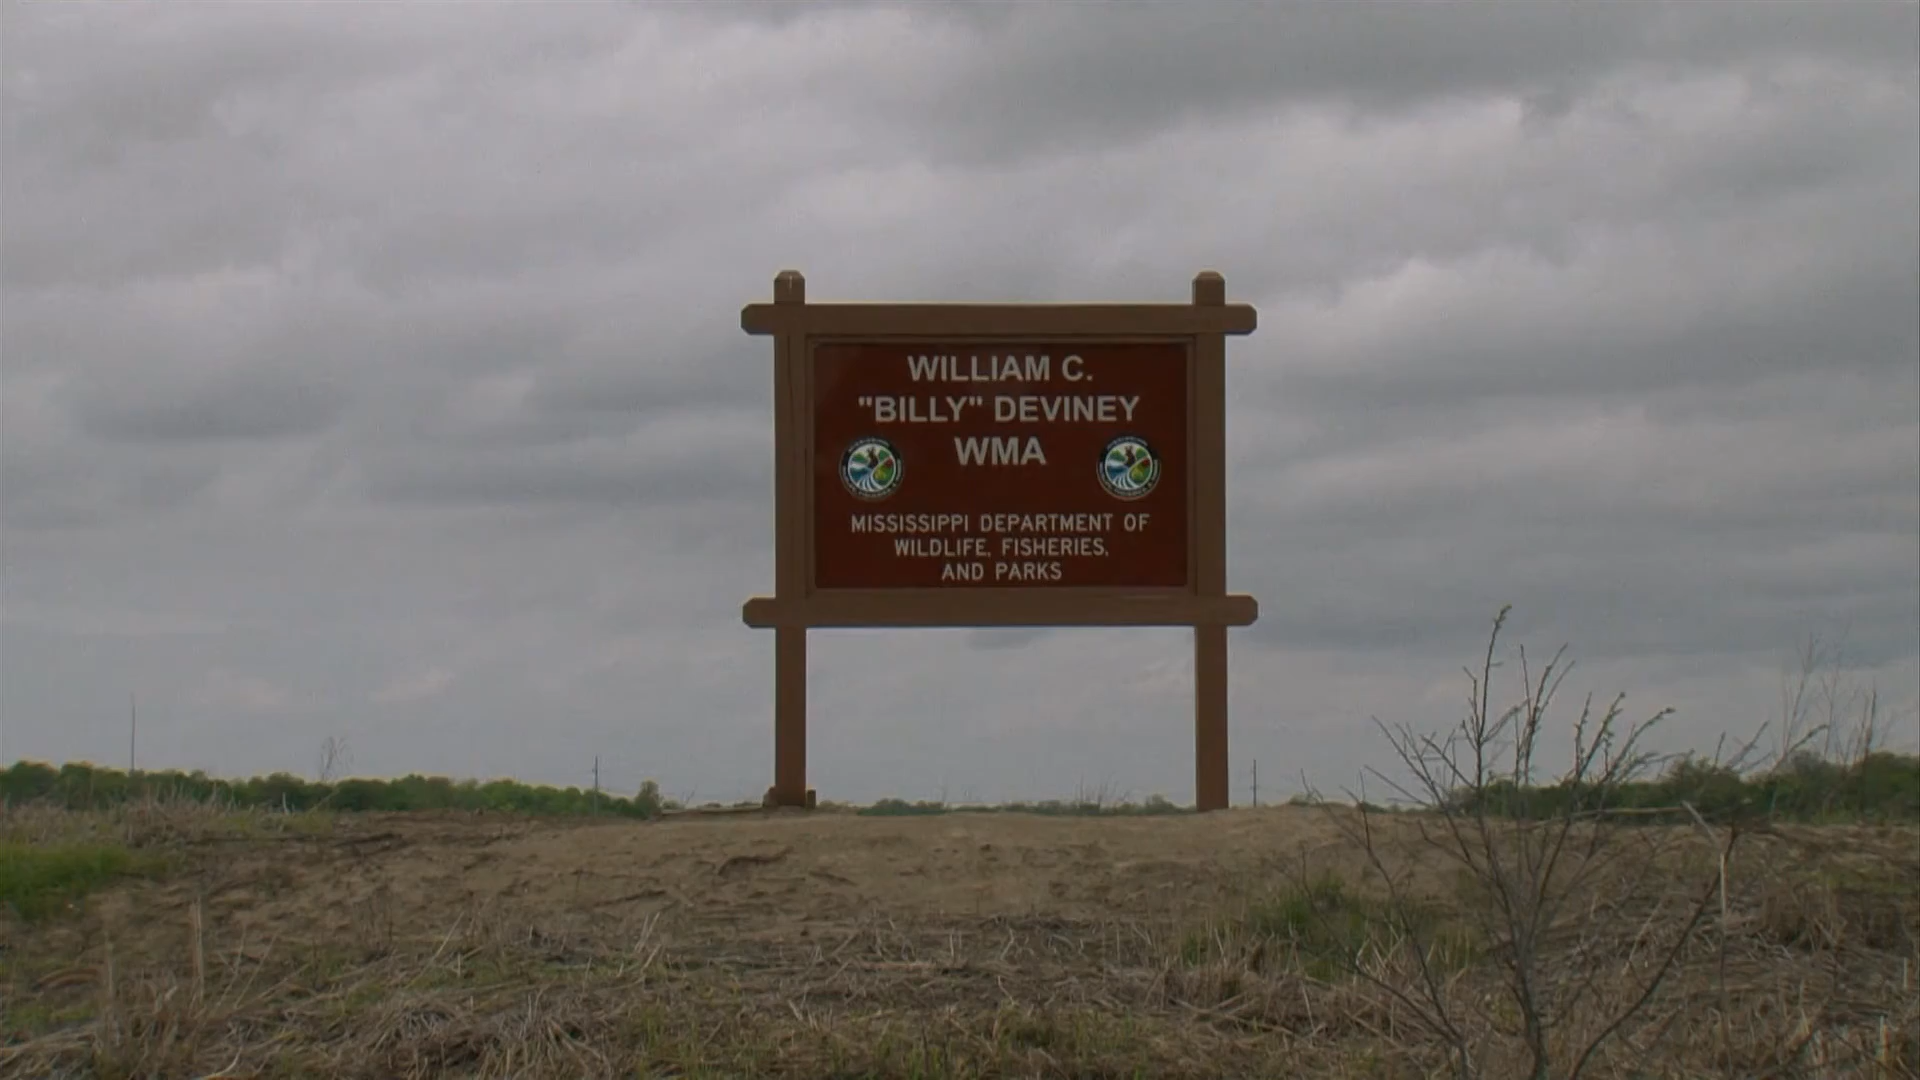 WILLIAM C.
"BILLY" DEVINEY
WMA
MISSISSIPPI DEPARTMENT OF
WILDLIFE, FISHERIES,
AND PARKS